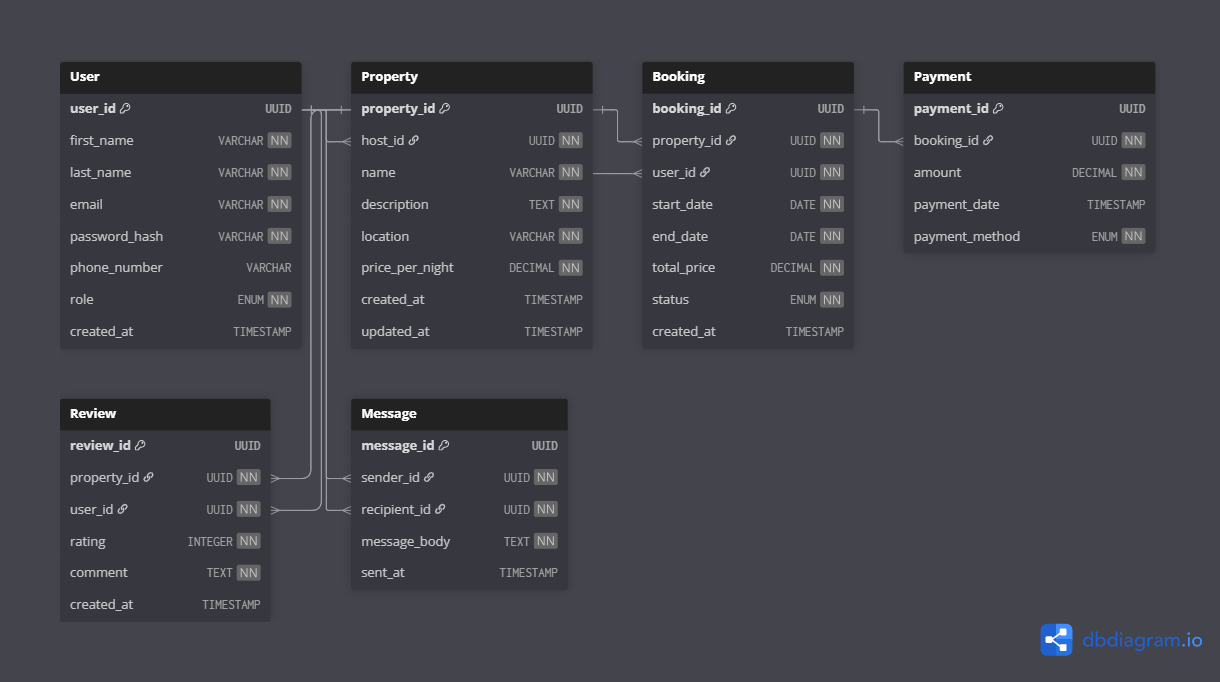 User
user_id UUID
first_name VARCHAR NN
last_name VARCHAR NN
email VARCHAR NN
password_hash VARCHAR NN
phone_number VARCHAR
role ENUM NN
created_at TIMESTAMP
Property
property_id UUID
host_id UUID NN
name VARCHAR NN
description TEXT NN
location VARCHAR NN
price_per_night DECIMAL NN
created_at TIMESTAMP
updated_at TIMESTAMP
Booking
booking_id UUID
property_id UUID NN
user_id UUID NN
start_date DATE NN
end_date DATE NN
total_price DECIMAL NN
status ENUM NN
created_at TIMESTAMP
Payment
payment_id UUID
booking_id UUID NN
amount DECIMAL NN
payment_date TIMESTAMP
payment_method ENUM NN
Review
review_id UUID
property_id UUID NN
user_id UUID NN
rating INTEGER NN
comment TEXT NN
created_at TIMESTAMP
Message
message_id UUID
sender_id UUID NN
recipient_id UUID NN
message_body TEXT NN
sent_at TIMESTAMP
dbdiagram.io